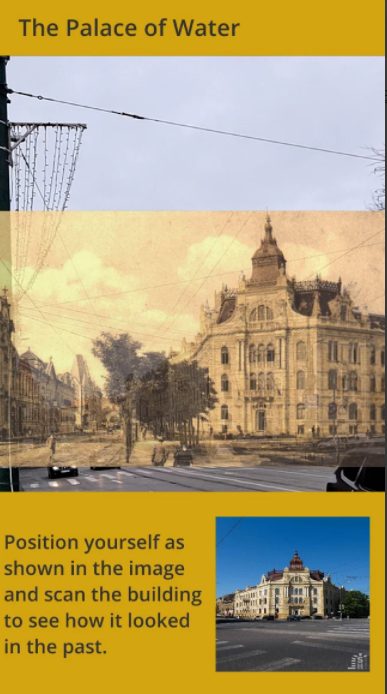 The Palace of Water
Position yourself as
shown in the image
and scan the building
to see how it looked
in the past.